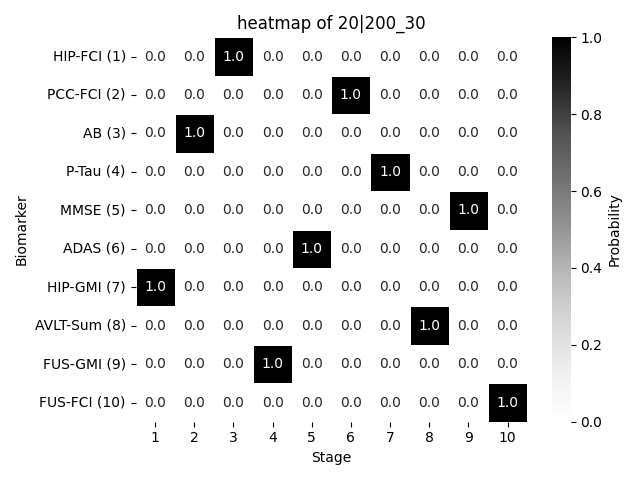 heatmap of 20|200_30
HIP-FCI (1) 0.0 0.0 1.0 0.0 0.0 0.0 0.0 0.0 0.0 0.0
PCC-FCI (2) 0.0 0.0 0.0 0.0 0.0 1.0 0.0 0.0 0.0 0.0
AB (3) 0.0 1.0 0.0 0.0 0.0 0.0 0.0 0.0 0.0 0.0
P-Tau (4) 0.0 0.0 0.0 0.0 0.0 0.0 1.0 0.0 0.0 0.0
MMSE (5) 0.0 0.0 0.0 0.0 0.0 0.0 0.0 0.0 1.0 0.0
ADAS (6) 0.0 0.0 0.0 0.0 1.0 0.0 0.0 0.0 0.0 0.0
HIP-GMI (7) 1.0 0.0 0.0 0.0 0.0 0.0 0.0 0.0 0.0 0.0
AVLT-Sum (8) 0.0 0.0 0.0 0.0 0.0 0.0 0.0 1.0 0.0 0.0
FUS-GMI (9) 0.0 0.0 0.0 1.0 0.0 0.0 0.0 0.0 0.0 0.0
FUS-FCI (10) 0.0 0.0 0.0 0.0 0.0 0.0 0.0 0.0 0.0 1.0
1 2 3 4 5 6 7 8 9 10
Stage
Biomarker
1.0
0.8
0.6
0.4
0.2
0.0
Probability